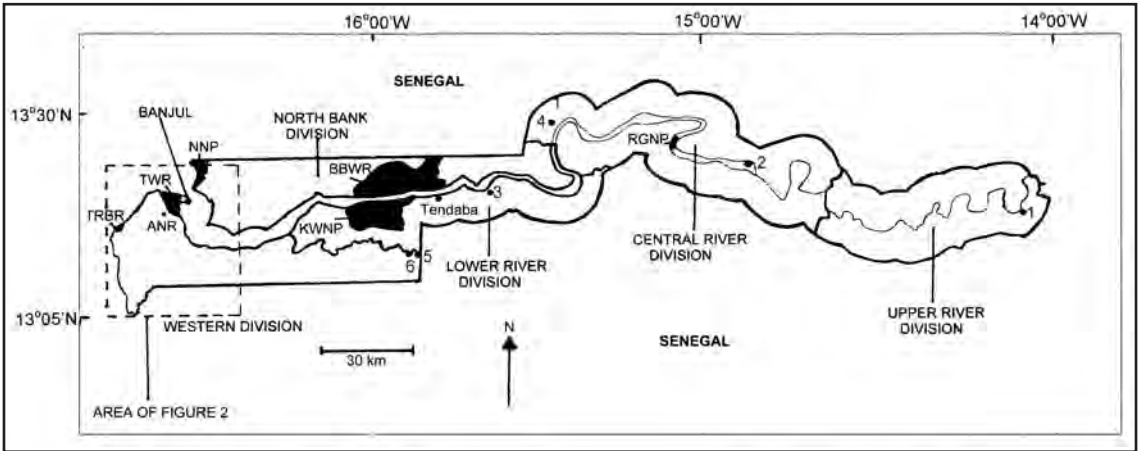 16°00'W
15°00'W
14°00'W
SENEGAL
13°30'N
BANJUL
NORTH BANK
DIVISION
NNP
BBWR
TWR
TRBR
ANR
KWNP
Tendaba
3
4
RGNP
2
1
CENTRAL RIVER
DIVISION
LOWER RIVER
DIVISION
6
5
UPPER RIVER
DIVISION
13°05'N
WESTERN DIVISION
30 km
N
SENEGAL
AREA OF FIGURE 2